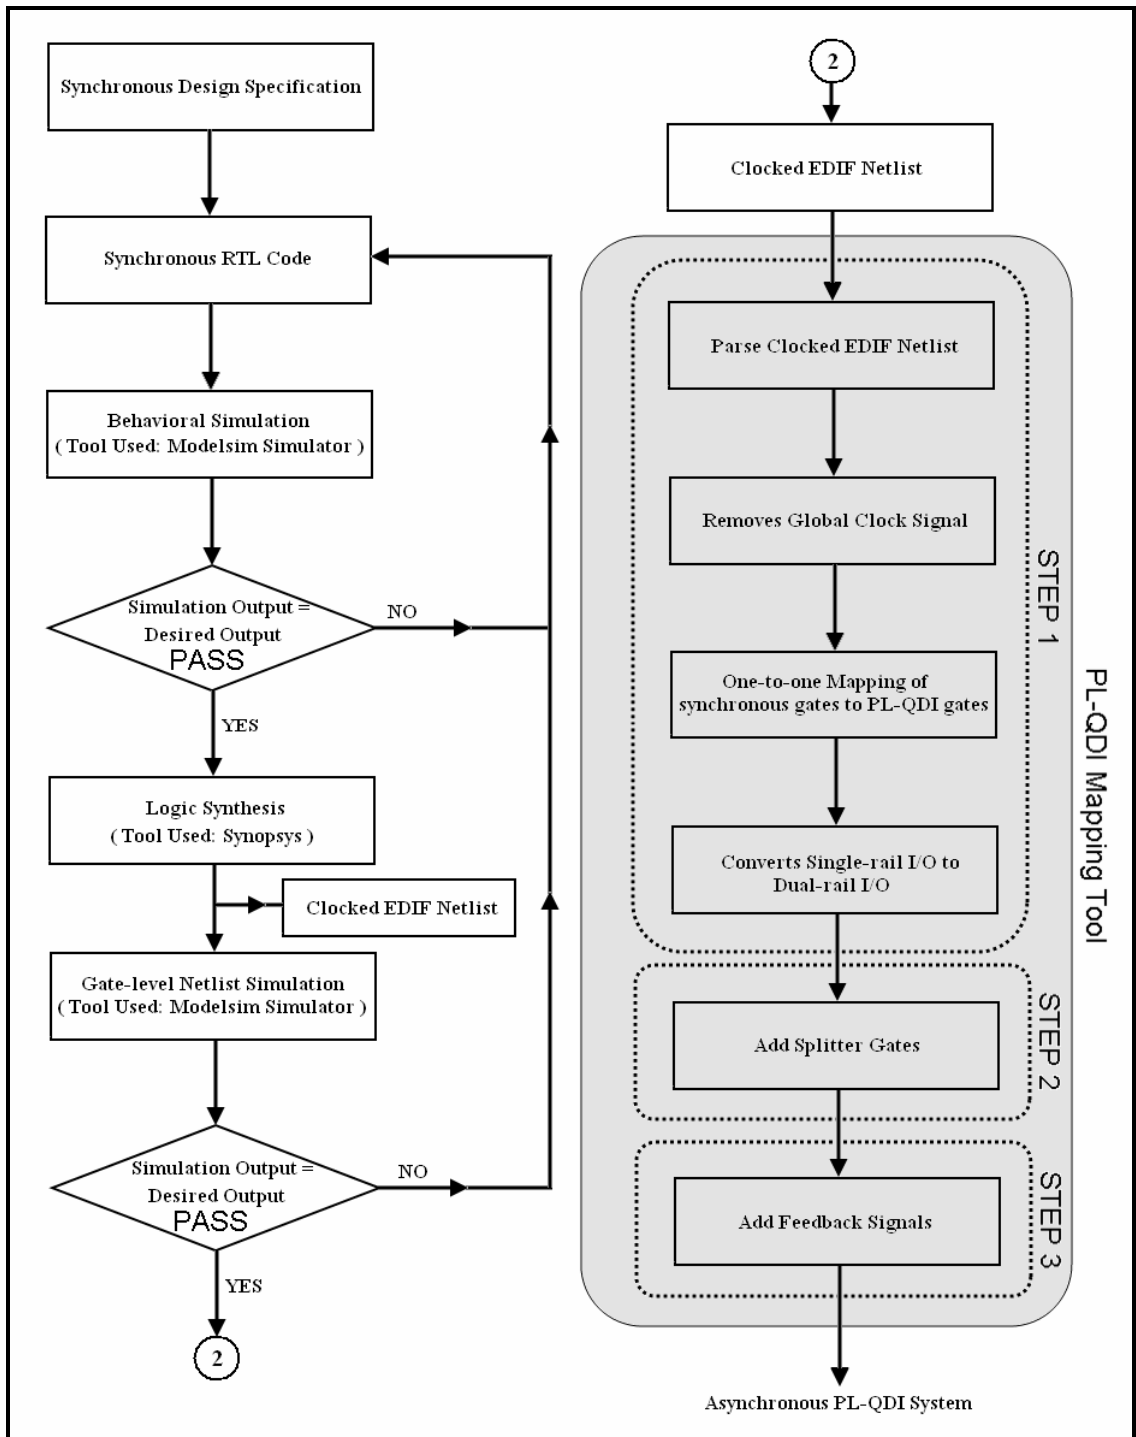 Synchronous Design Specification
Synchronous RTL Code
Behavioral Simulation
( Tool Used: Modelsim Simulator )
Simulation Output =
Desired Output
PASS
NO
YES
Logic Synthesis
( Tool Used: Synopsys )
Clocked EDIF Netlist
Gate-level Netlist Simulation
( Tool Used: Modelsim Simulator )
Simulation Output =
Desired Output
PASS
NO
YES
2
2
Clocked EDIF Netlist
Parse Clocked EDIF Netlist
Removes Global Clock Signal
One-to-one Mapping of
synchronous gates to PL-QDI gates
Converts Single-rail I/O to
Dual-rail I/O
STEP 1
Add Splitter Gates
STEP 2
Add Feedback Signals
STEP 3
PL-QDI Mapping Tool
Asynchronous PL-QDI System